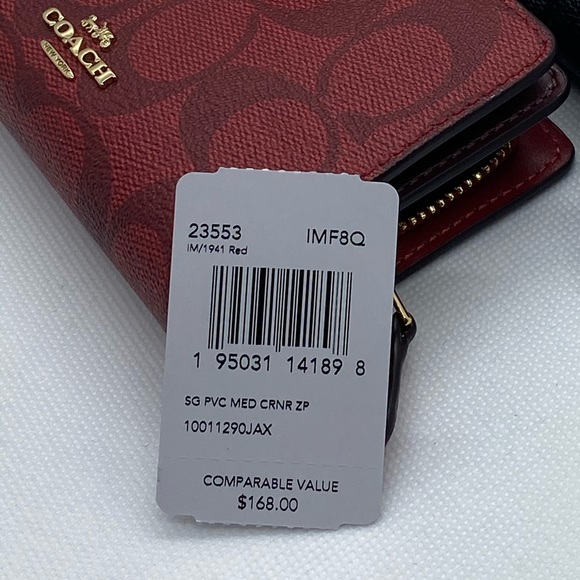 COACH
NEW YORK
23553 IMF8Q
IM/1941 Red
1 95031 14189 8
SG PVC MED CRNR ZP
10011290JAX
COMPARABLE VALUE
$168.00